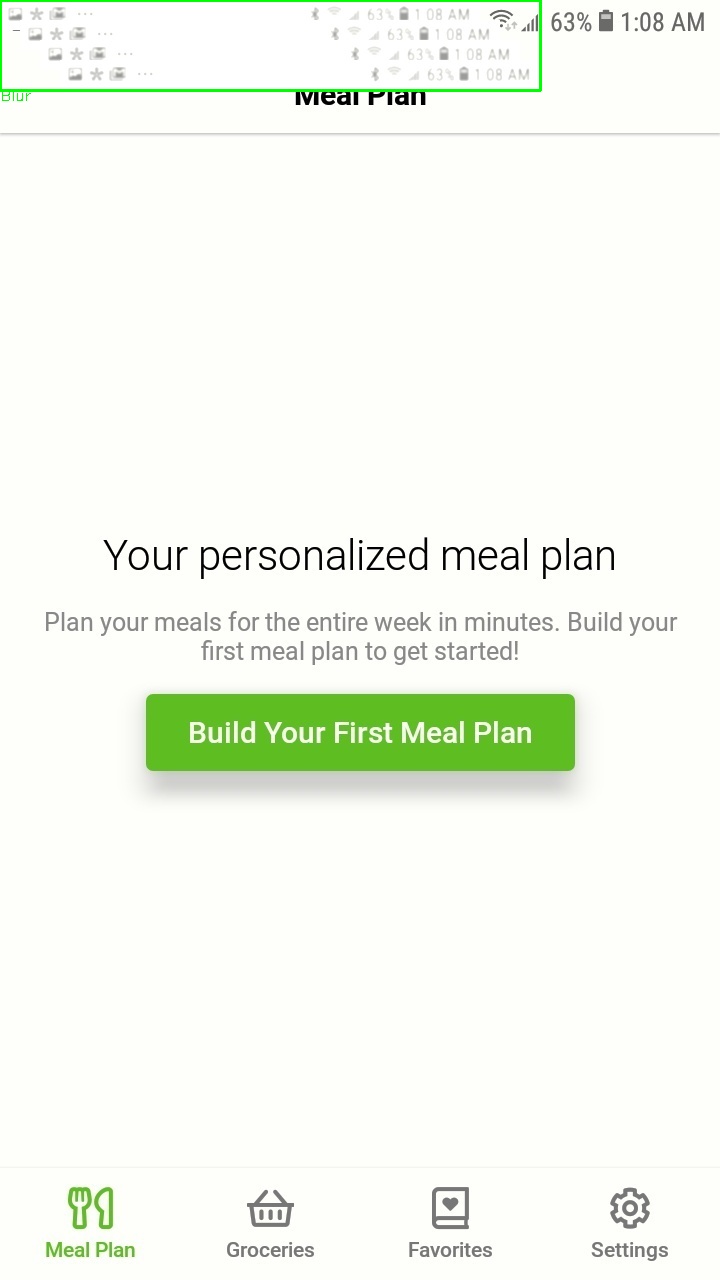 63% 1:08 AM
63% 1 08 AM
63% 1 08 AM
63% 1 08 AM
63% 1 08 AM
Blur
Meal Plan
Your personalized meal plan
Plan your meals for the entire week in minutes. Build your
first meal plan to get started!
Build Your First Meal Plan
Meal Plan Groceries Favorites Settings